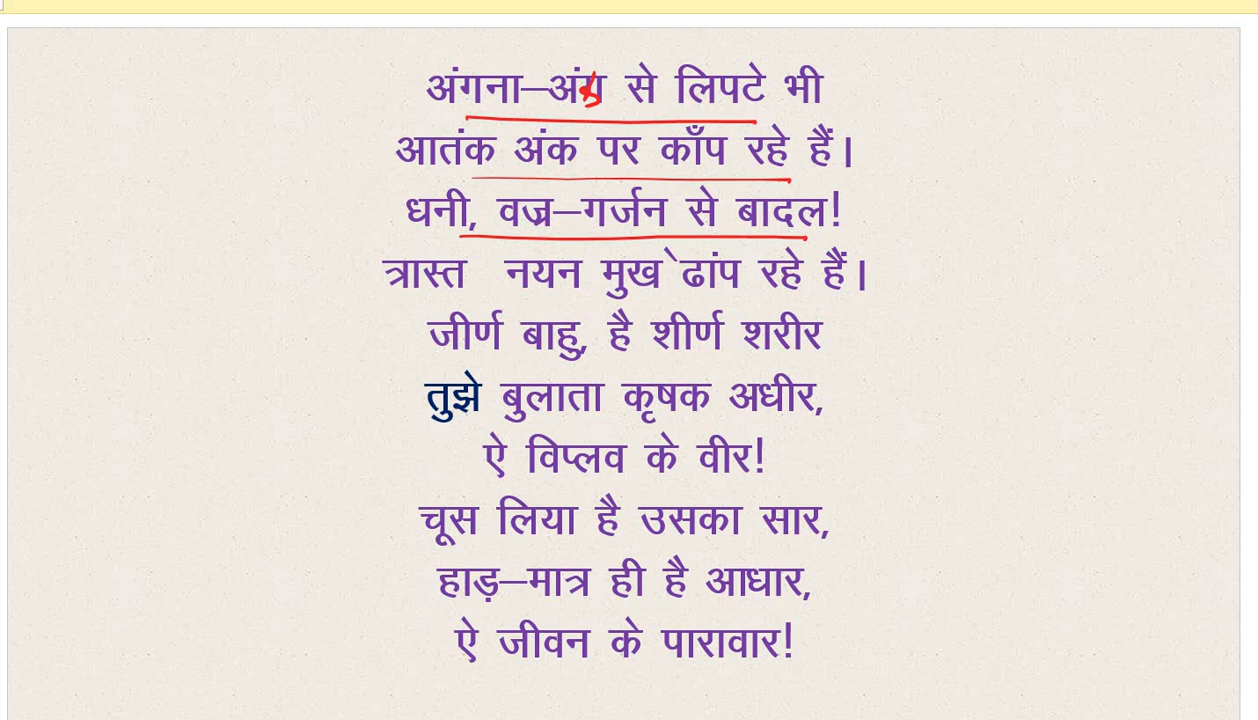 अंगना–अंग से लिपटे भी
आतंक अंक पर काँप रहे हैं।
धनी, वज्र–गर्जन से बादल!
त्रास्त नयन मुख ढांप रहे हैं।
जीर्ण बाहु, है शीर्ण शरीर
तुझे बुलाता कृषक अधीर,
ऐ विप्लव के वीर!
चूस लिया है उसका सार,
हाड़–मात्र ही है आधार,
ऐ जीवन के पारावार!